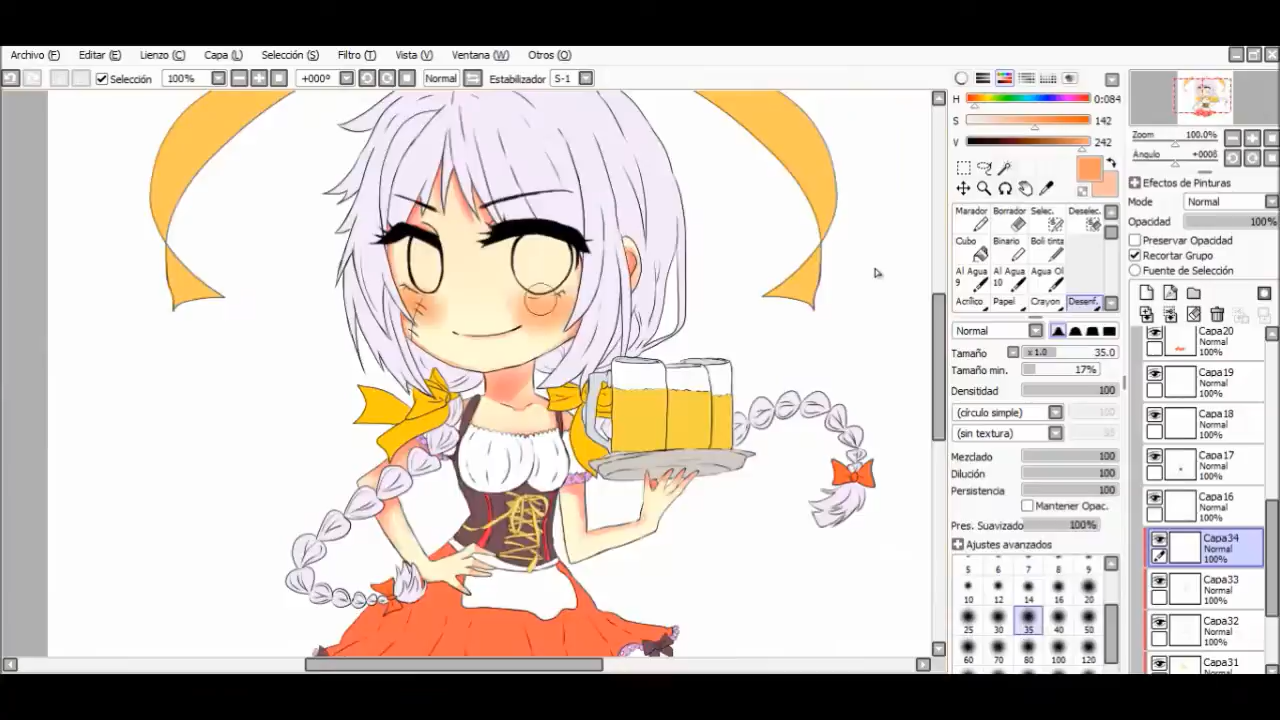 Archivo (F) Editar (E) Lienzo (C) Capa (L) Selección (S) Filtro (T) Vista (V) Ventana (W) Otros (O)
Selección 100% +000º Normal Estabilizador S-1
H 0:084
S 142
V 242
Marador Borrador Selec. Deselec.
Cubo Binario Boli tinta
Al Agua 9 Al Agua 10 Agua Ol
Acrílico Papel Crayon Desenf.
Normal
Tamaño x 1.0 35.0
Tamaño min. 17%
Densitidad 100
(círculo simple) 100
(sin textura)
Mezclado 100
Dilución 100
Persistencia 100
Mantener Opac.
Pres. Suavizado 100%
Ajustes avanzados
5 6 7 8 9
10 12 14 16 20
25 30 35 40 50
60 70 80 100 120
Zoom 100.0%
Ángulo
Efectos de Pinturas
Mode Normal
Opacidad 100%
Preservar Opacidad
Recortar Grupo
Fuente de Selección
Capa20
Normal
100%
Capa19
Normal
100%
Capa18
Normal
100%
Capa17
Normal
100%
Capa16
Normal
100%
Capa34
Normal
100%
Capa33
Normal
100%
Capa32
Normal
100%
Capa31
Normal